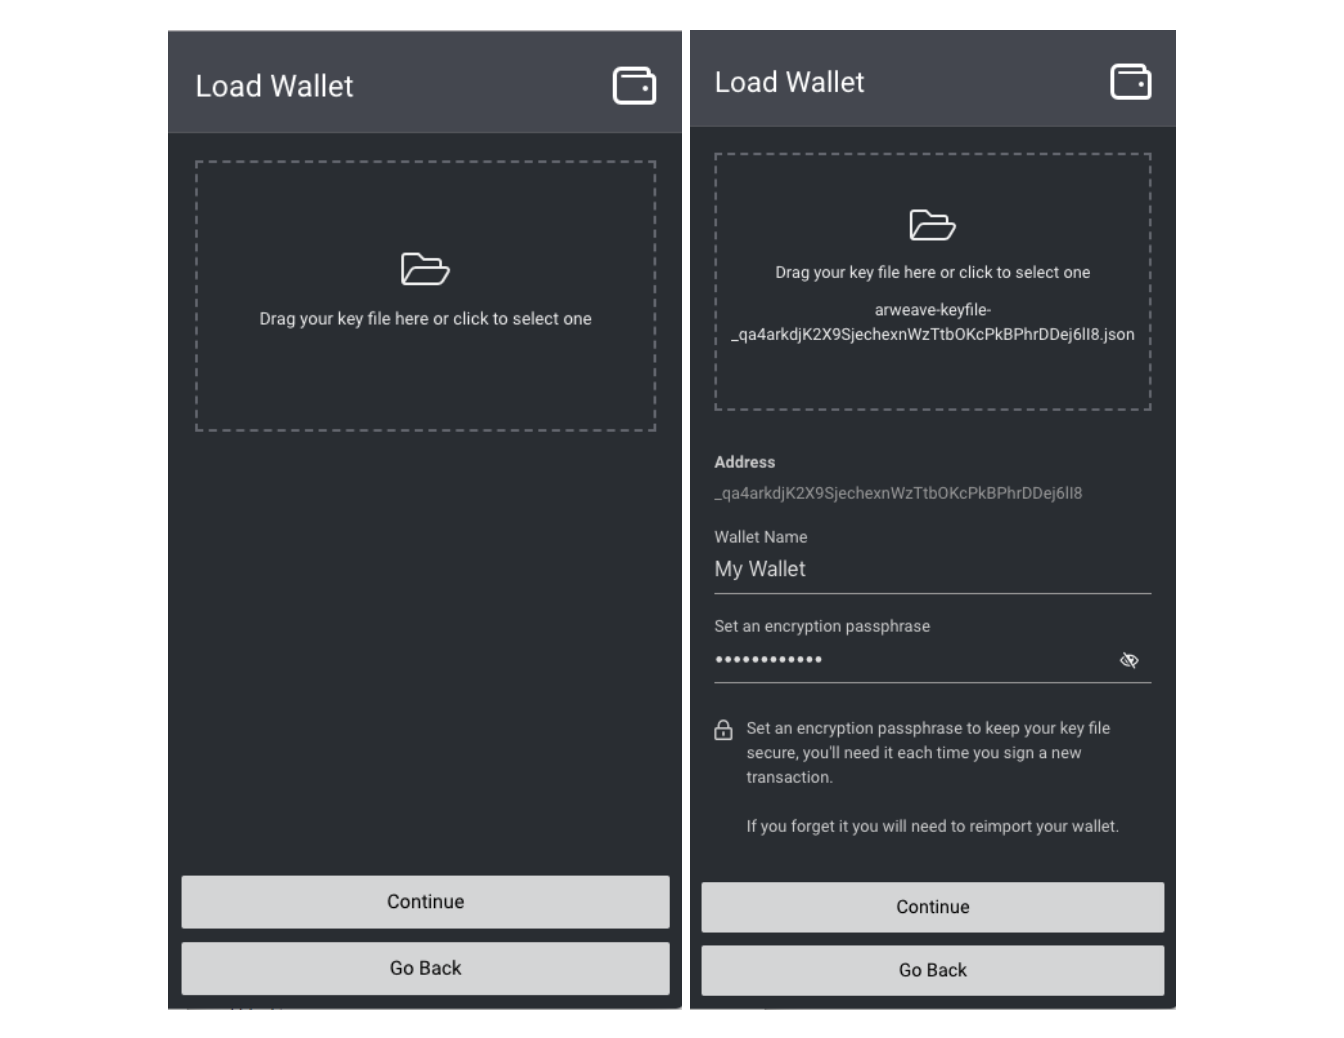 Load Wallet
Drag your key file here or click to select one
Continue
Go Back
Load Wallet
Drag your key file here or click to select one
arweave-keyfile-
_qa4arkdjK2X9SjechexnWzTtbOKcPkBPhrDDej6lI8.json
Address
_qa4arkdjK2X9SjechexnWzTtbOKcPkBPhrDDej6lI8
Wallet Name
My Wallet
Set an encryption passphrase
••••••••••••
Set an encryption passphrase to keep your key file
secure, you'll need it each time you sign a new
transaction.
If you forget it you will need to reimport your wallet.
Continue
Go Back